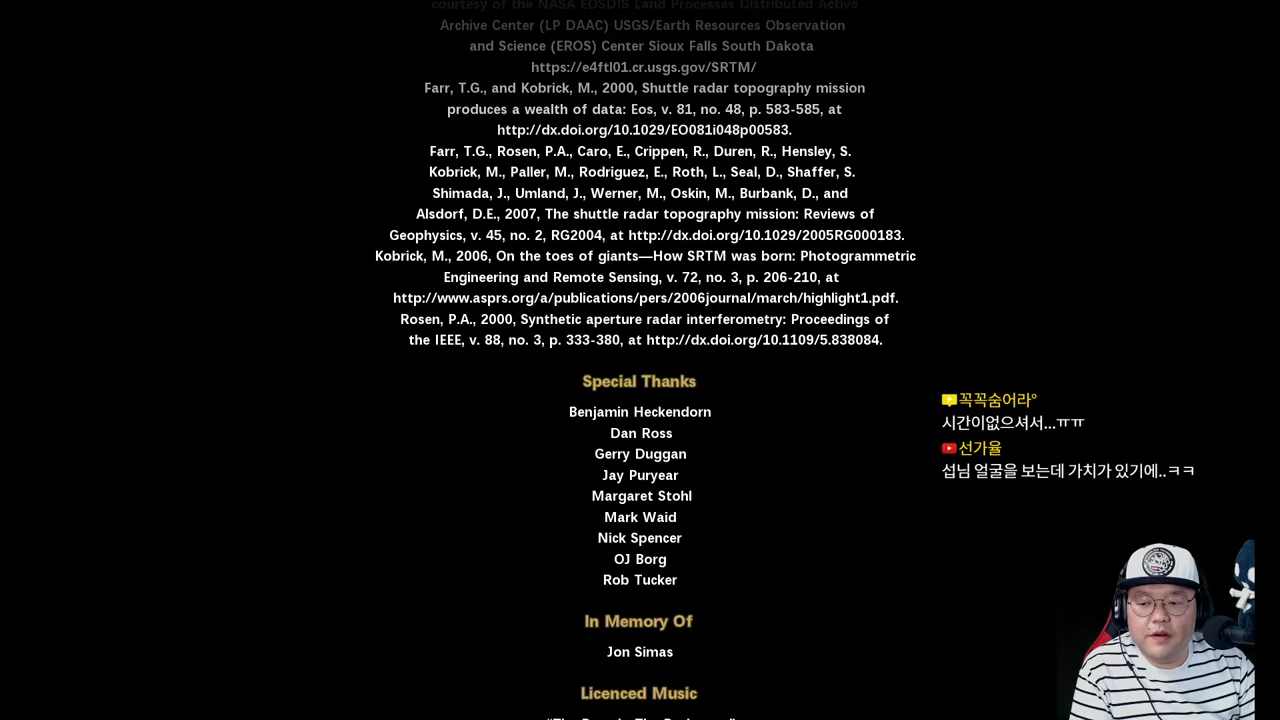 courtesy of the NASA EOSDIS Land Processes Distributed Active
Archive Center (LP DAAC) USGS/Earth Resources Observation
and Science (EROS) Center Sioux Falls South Dakota
https://e4ftl01.cr.usgs.gov/SRTM/
Farr, T.G., and Kobrick, M., 2000, Shuttle radar topography mission
produces a wealth of data: Eos, v. 81, no. 48, p. 583-585, at
http://dx.doi.org/10.1029/EO081i048p00583.
Farr, T.G., Rosen, P.A., Caro, E., Crippen, R., Duren, R., Hensley, S.
Kobrick, M., Paller, M., Rodriguez, E., Roth, L., Seal, D., Shaffer, S.
Shimada, J., Umland, J., Werner, M., Oskin, M., Burbank, D., and
Alsdorf, D.E., 2007, The shuttle radar topography mission: Reviews of
Geophysics, v. 45, no. 2, RG2004, at http://dx.doi.org/10.1029/2005RG000183.
Kobrick, M., 2006, On the toes of giants—How SRTM was born: Photogrammetric
Engineering and Remote Sensing, v. 72, no. 3, p. 206-210, at
http://www.asprs.org/a/publications/pers/2006journal/march/highlight1.pdf.
Rosen, P.A., 2000, Synthetic aperture radar interferometry: Proceedings of
the IEEE, v. 88, no. 3, p. 333-380, at http://dx.doi.org/10.1109/5.838084.
Special Thanks
Benjamin Heckendorn
Dan Ross
Gerry Duggan
Jay Puryear
Margaret Stohl
Mark Waid
Nick Spencer
OJ Borg
Rob Tucker
In Memory Of
Jon Simas
Licenced Music
꼭꼭숨어라°
시간이없으셔서...ㅠㅠ
선가율
섭님 얼굴을 보는데 가치가 있기에..ㅋㅋ